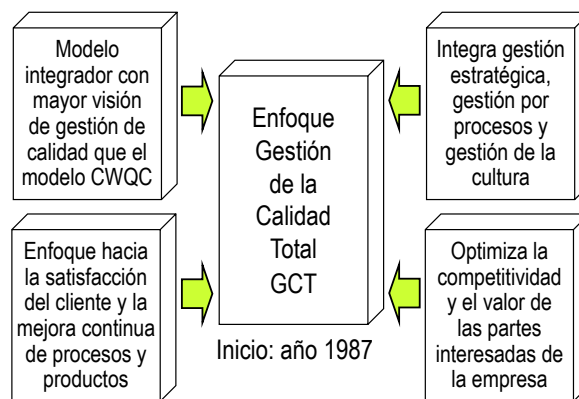 Modelo
integrador con
mayor visión
de gestión de
calidad que el
modelo CWQC
Enfoque hacia
la satisfacción
del cliente y la
mejora continua
de procesos y
productos
Enfoque
Gestión
de la
Calidad
Total
GCT
Inicio: año 1987
Integra gestión
estratégica,
gestión por
procesos y
gestión de la
cultura
Optimiza la
competitividad
y el valor de
las partes
interesadas de
la empresa